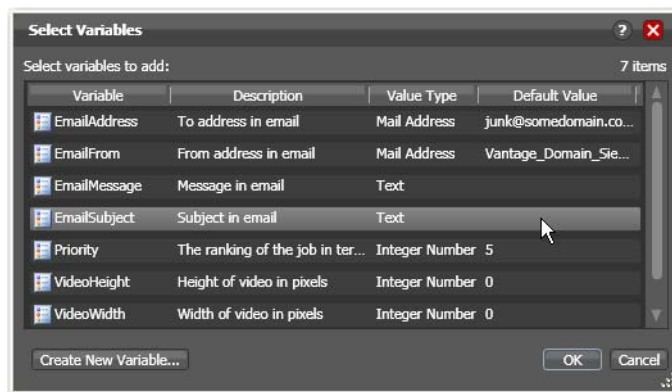 Select Variables
?
Select variables to add: 7 items
Variable Description Value Type Default Value
EmailAddress To address in email Mail Address junk@somedomain.co...
EmailFrom From address in email Mail Address Vantage_Domain_Sie...
EmailMessage Message in email Text
EmailSubject Subject in email Text
Priority The ranking of the job in ter... Integer Number 5
VideoHeight Height of video in pixels Integer Number 0
VideoWidth Width of video in pixels Integer Number 0
Create New Variable... OK Cancel